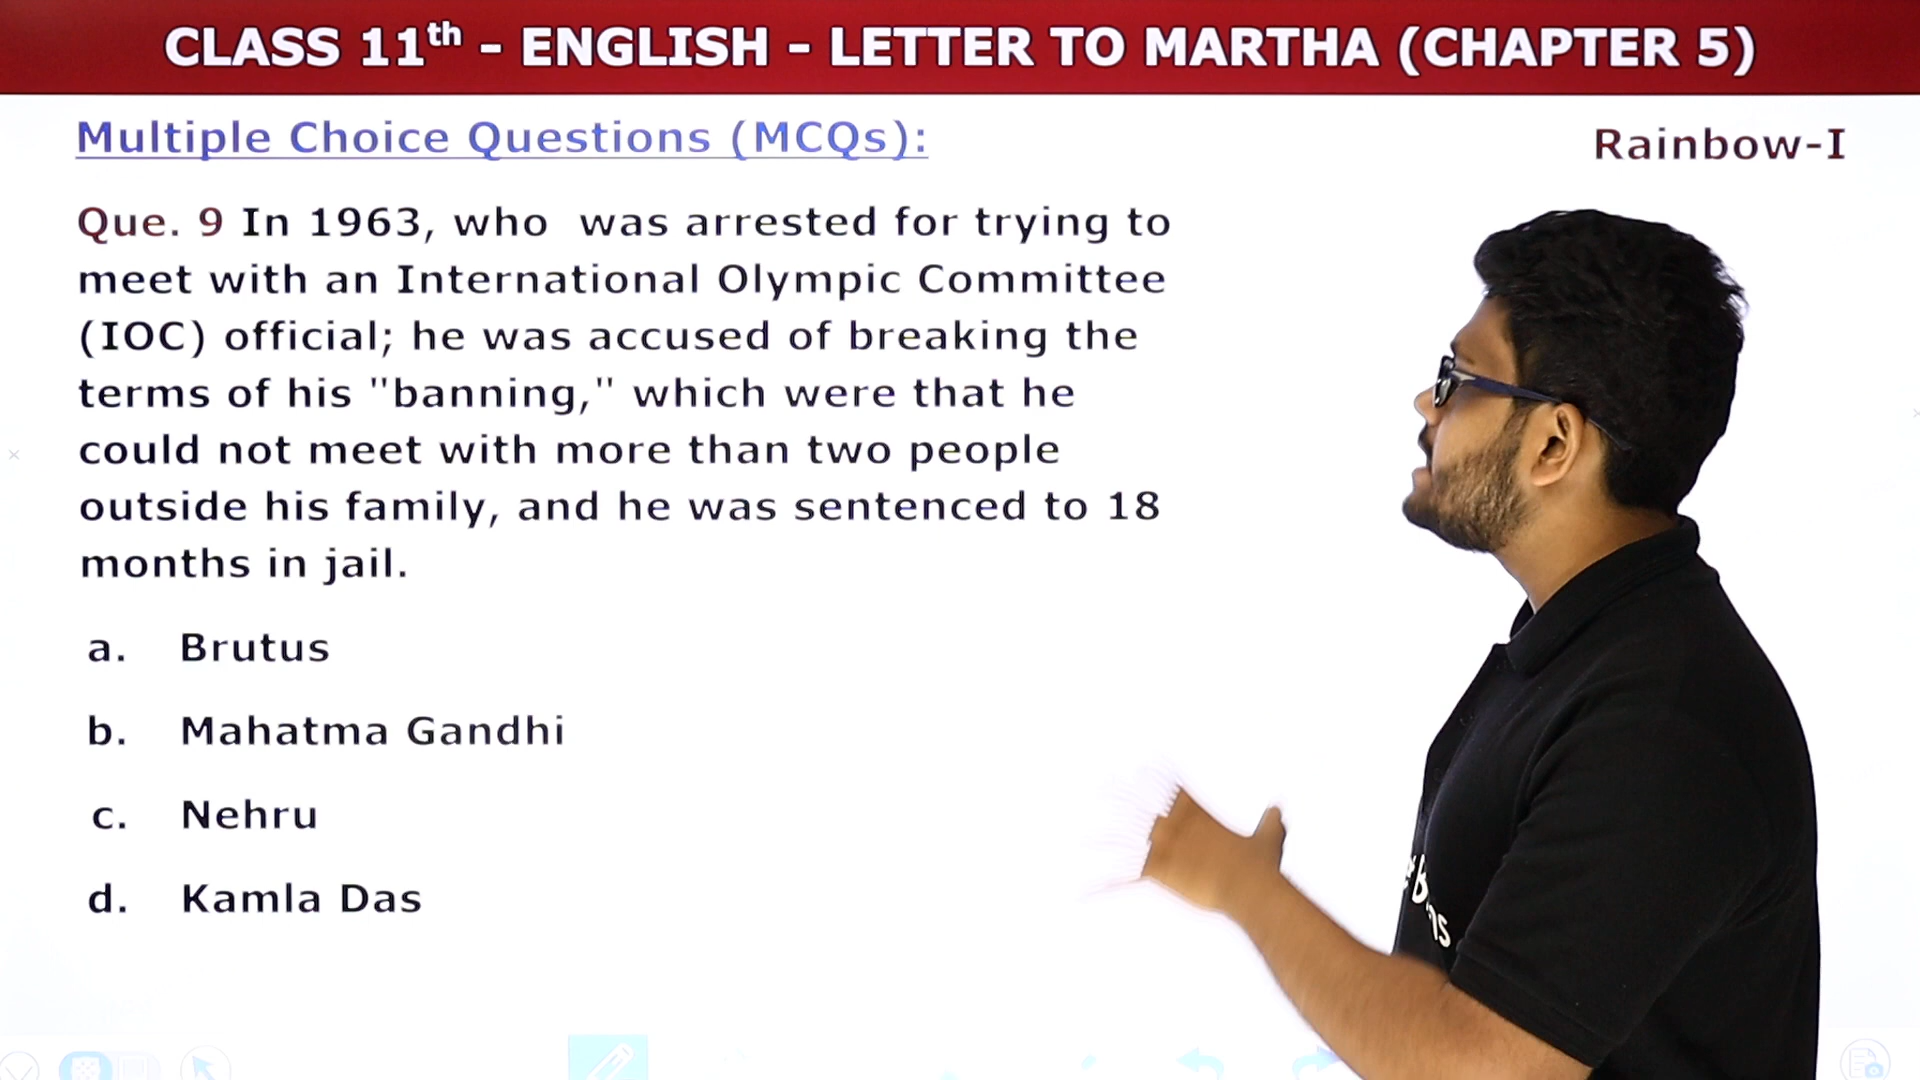 CLASS 11th - ENGLISH - LETTER TO MARTHA (CHAPTER 5)
Multiple Choice Questions (MCQs):
Rainbow-I
Que. 9 In 1963, who was arrested for trying to
meet with an International Olympic Committee
(IOC) official; he was accused of breaking the
terms of his "banning," which were that he
could not meet with more than two people
outside his family, and he was sentenced to 18
months in jail.
a. Brutus
b. Mahatma Gandhi
c. Nehru
d. Kamla Das